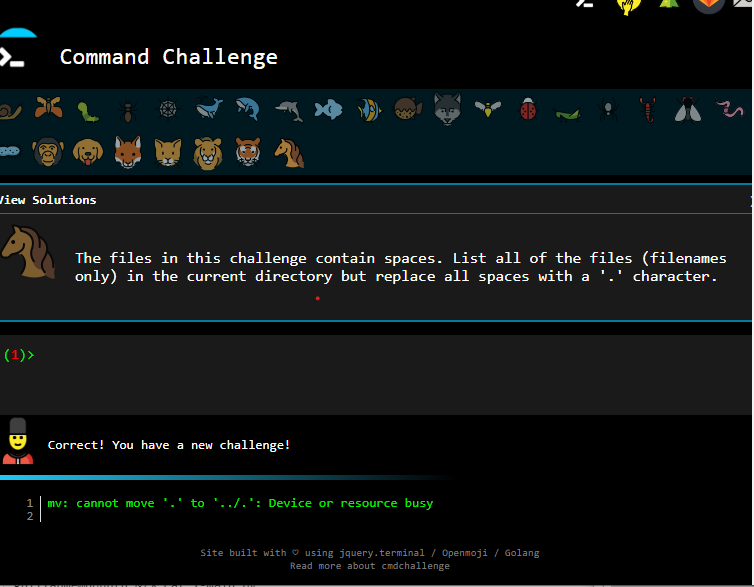 Command Challenge
View Solutions
The files in this challenge contain spaces. List all of the files (filenames
only) in the current directory but replace all spaces with a '.' character.
(1)>
Correct! You have a new challenge!
1 mv: cannot move '.' to '../.': Device or resource busy
2
Site built with ♡ using jquery.terminal / Openmoji / Golang
Read more about cmdchallenge